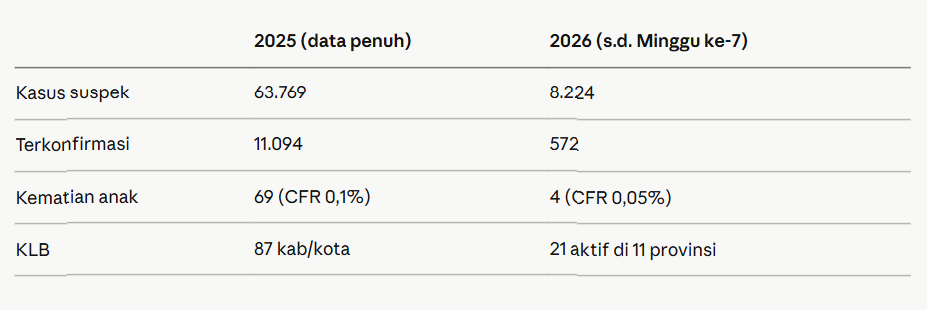 2025 (data penuh) 2026 (s.d. Minggu ke-7)
Kasus suspek 63.769 8.224
Terkonfirmasi 11.094 572
Kematian anak 69 (CFR 0,1%) 4 (CFR 0,05%)
KLB 87 kab/kota 21 aktif di 11 provinsi